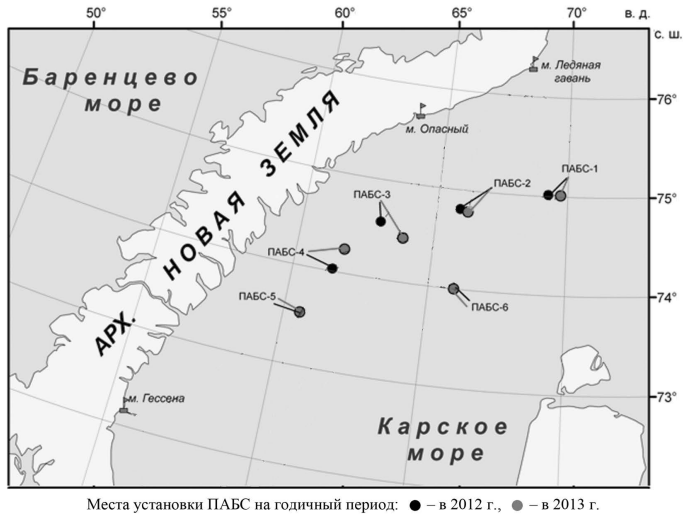 50° 55° 60° 65° 70° в. д.
с. ш.
Баренцево
море
м. Ледяная
гавань
76°
м. Опасный
НОВАЯ ЗЕМЛЯ
ПАБС-1
ПАБС-2
ПАБС-3
75°
ПАБС-4
ПАБС-5
74°
ПАБС-6
АРХ.
м. Гессена
73°
Карское
море
Места установки ПАБС на годичный период: ● – в 2012 г., ● – в 2013 г.